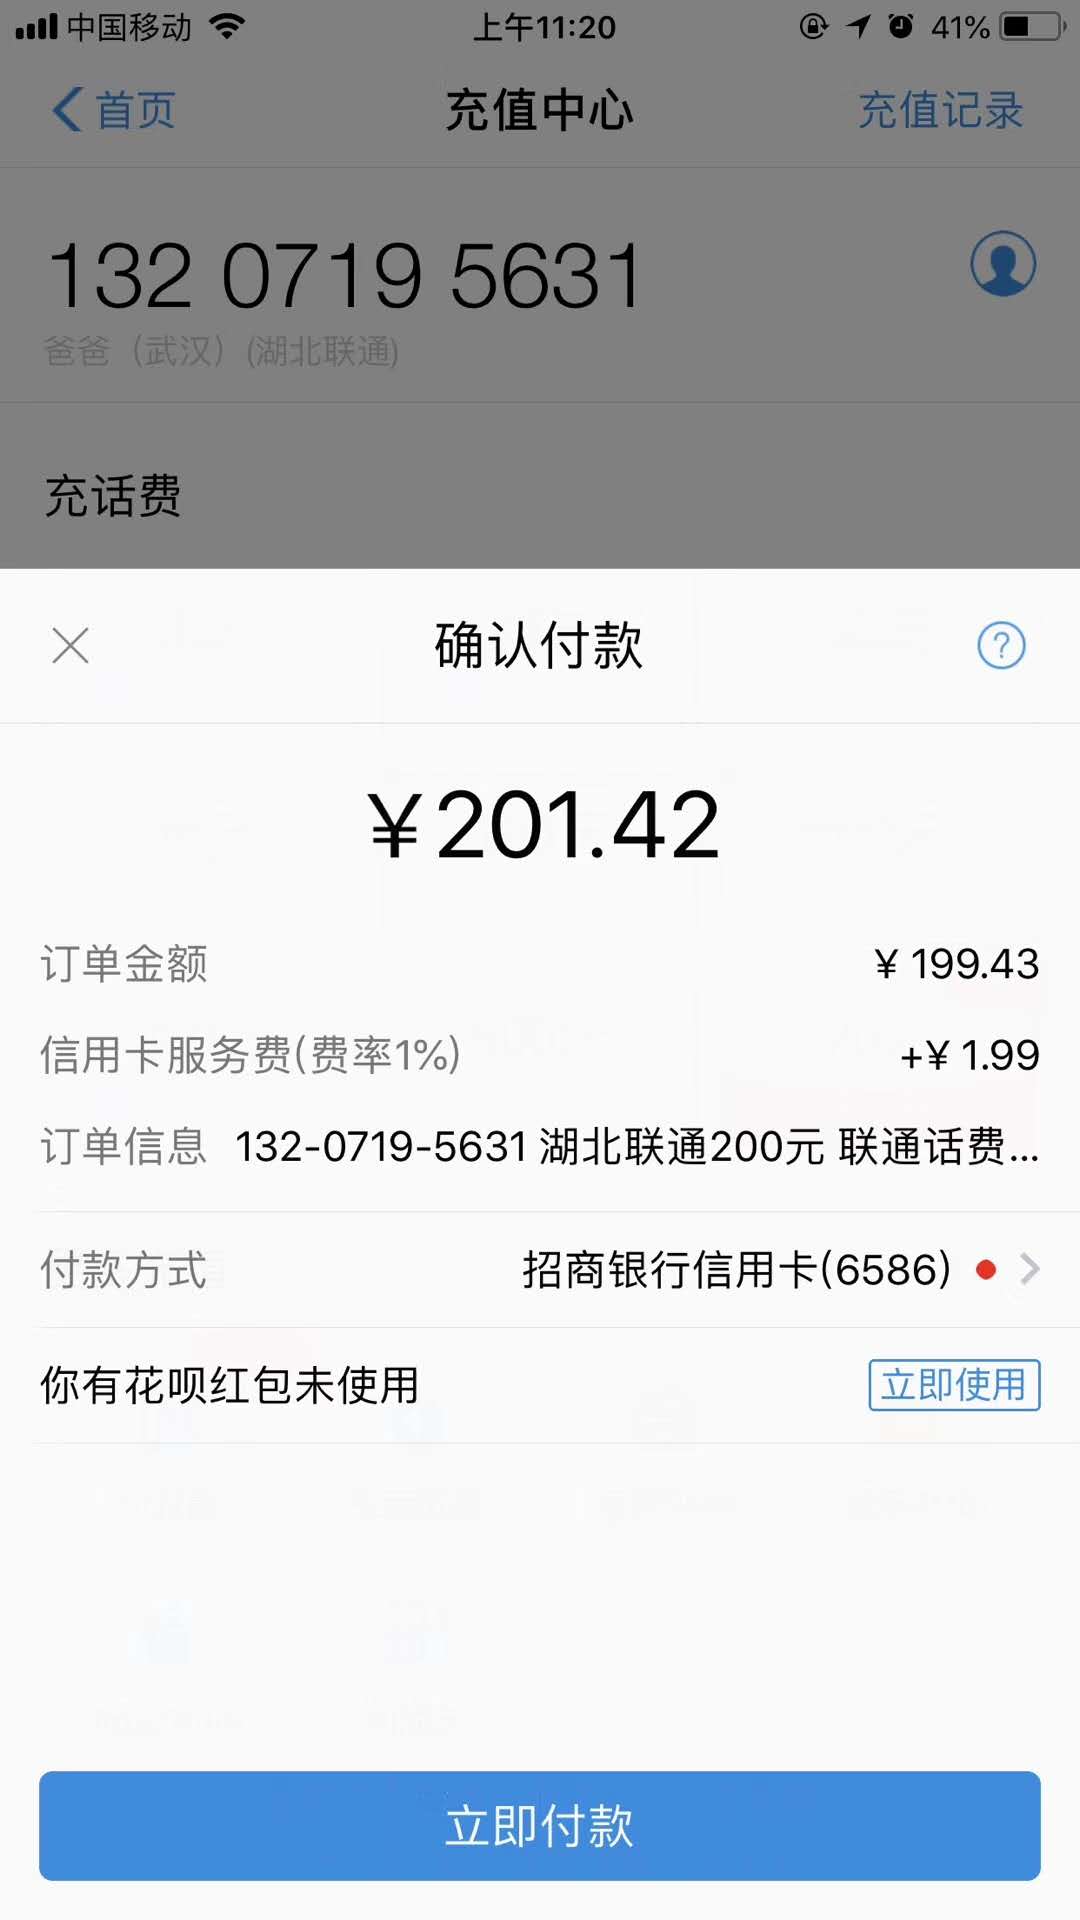 中国移动 上午11:20 41%
首页 充值中心 充值记录
132 0719 5631
爸爸（武汉）(湖北联通)
充话费
确认付款 ?
¥201.42
订单金额 ¥ 199.43
信用卡服务费(费率1%) +¥ 1.99
订单信息 132-0719-5631 湖北联通200元 联通话费...
付款方式 招商银行信用卡(6586)
你有花呗红包未使用 立即使用
立即付款